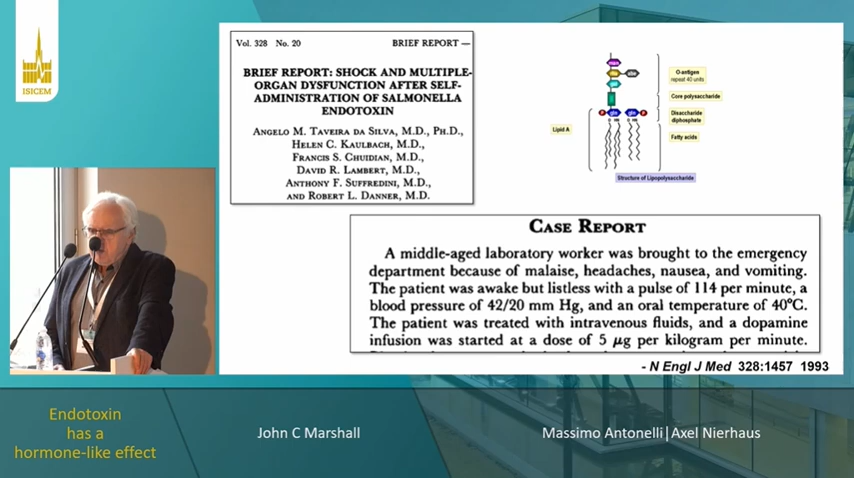 ISICEM
Vol. 328 No. 20
BRIEF REPORT —
BRIEF REPORT: SHOCK AND MULTIPLE-
ORGAN DYSFUNCTION AFTER SELF-
ADMINISTRATION OF SALMONELLA
ENDOTOXIN
ANGELO M. TAVEIRA DA SILVA, M.D., PH.D.,
HELEN C. KAULBACH, M.D.,
FRANCIS S. CHUIDIAN, M.D.,
DAVID R. LAMBERT, M.D.,
ANTHONY F. SUFFREDINI, M.D.,
AND ROBERT L. DANNER, M.D.
O-antigen
repeat 40 units
Core polysaccharide
Disaccharide
diphosphate
Fatty acids
Lipid A
Structure of Lipopolysaccharide
CASE REPORT
A middle-aged laboratory worker was brought to the emergency
department because of malaise, headaches, nausea, and vomiting.
The patient was awake but listless with a pulse of 114 per minute, a
blood pressure of 42/20 mm Hg, and an oral temperature of 40°C.
The patient was treated with intravenous fluids, and a dopamine
infusion was started at a dose of 5 μg per kilogram per minute.
- N Engl J Med 328:1457 1993
Endotoxin
has a
hormone-like effect
John C Marshall
Massimo Antonelli|Axel Nierhaus